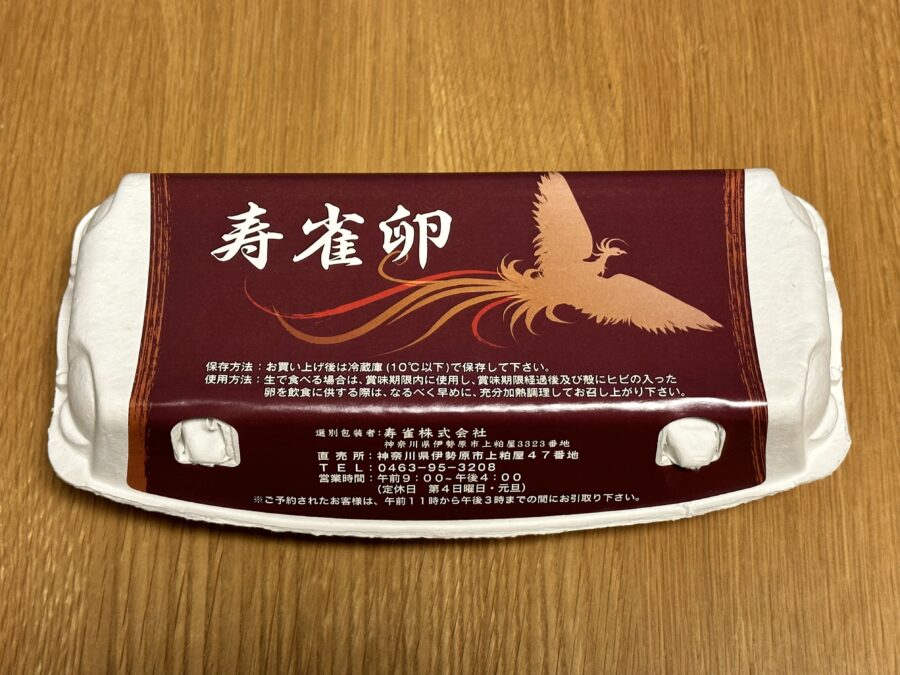 寿雀卵
保存方法：お買い上げ後は冷蔵庫(10℃以下)で保存して下さい。
使用方法：生で食べる場合は、賞味期限内に使用し、賞味期限経過後及び殻にヒビの入った
卵を飲食に供する際は、なるべく早めに、充分加熱調理してお召し上がり下さい。
選別包装者：寿雀株式会社
神奈川県伊勢原市上粕屋3323番地
直売所：神奈川県伊勢原市上粕屋47番地
TEL：0463-95-3208
営業時間：午前9：00~午後4：00
(定休日 第4日曜日・元旦)
※ご予約されたお客様は、午前11時から午後3時までの間にお引取り下さい。